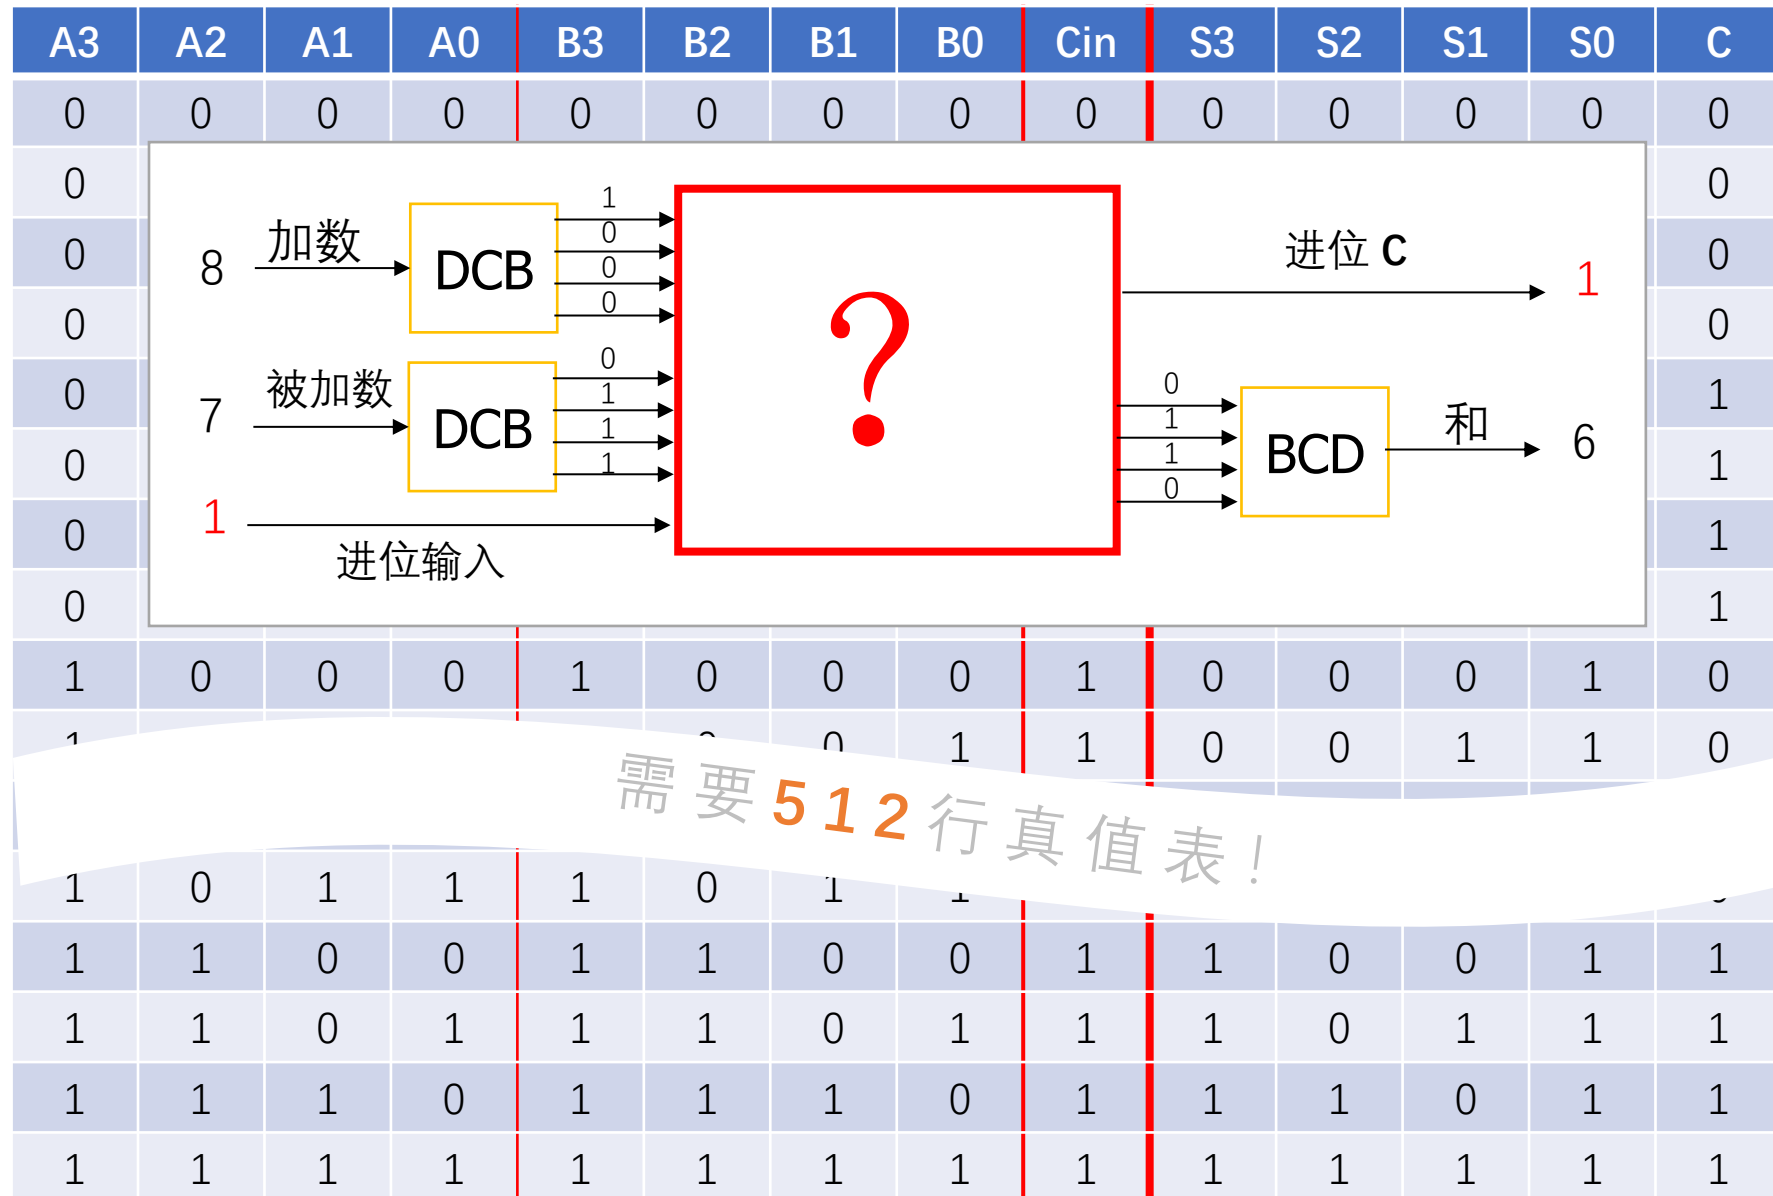 A3 A2 A1 A0 B3 B2 B1 B0 Cin S3 S2 S1 S0 C
0 0 0 0 0 0 0 0 0 0 0 0 0 0
0 0
0 0
0 0
0 1
0 1
0 1
0 1
8 加数 DCB 1 0 0 0
7 被加数 DCB 0 1 1 1
1 进位输入
?
进位 C 1
0 1 1 0 BCD 和 6
1 0 0 0 1 0 0 0 1 0 0 0 1 0
1 0 0 1 1 0 0 1 1 0
需要512行真值表!
1 0 1 1 1 0 1 1
1 1 0 0 1 1 0 0 1 1 0 0 1 1
1 1 0 1 1 1 0 1 1 1 0 1 1 1
1 1 1 0 1 1 1 0 1 1 1 0 1 1
1 1 1 1 1 1 1 1 1 1 1 1 1 1